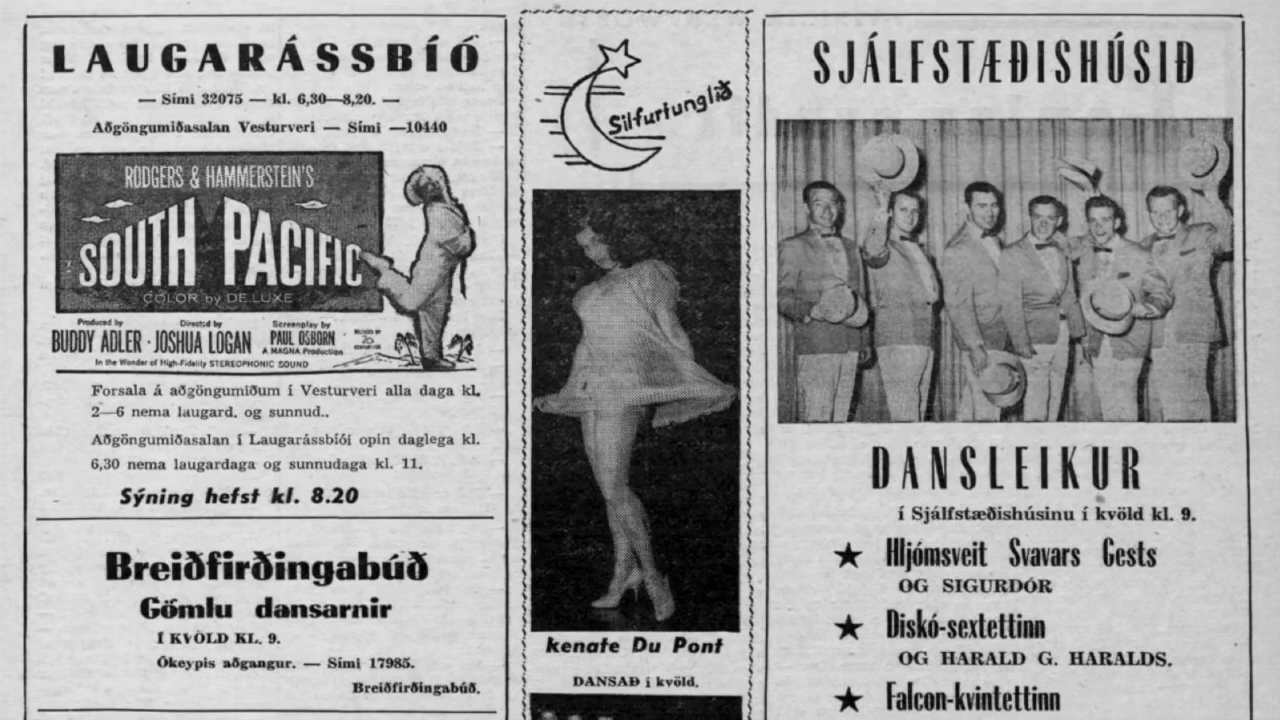 LAUGARÁSSBÍÓ
— Sími 32075 — kl. 6,30—8,20. —
Aðgöngumiðasalan Vesturveri — Sími —10440
RODGERS & HAMMERSTEIN'S
SOUTH PACIFIC
COLOR by DE LUXE
Produced by
BUDDY ADLER ·
Directed by
JOSHUA LOGAN
Screenplay by
PAUL OSBORN
A MAGNA Production
RELEASED BY
20th CENTURY-FOX
In the Wonder of High-Fidelity STEREOPHONIC SOUND
Forsala á aðgöngumiðum í Vesturveri alla daga kl.
2—6 nema laugard. og sunnud..
Aðgöngumiðasalan í Laugarássbíói opin daglega kl.
6,30 nema laugardaga og sunnudaga kl. 11.
Sýning hefst kl. 8.20
Breiðfirðingabúð
Gömlu dansarnir
Í KVÖLD KL. 9.
Ókeypis aðgangur. — Sími 17985.
Breiðfirðingabúð.
Silfurtunglið
kenate Du Pont
DANSAÐ í kvöld.
SJÁLFSTÆÐISHÚSIÐ
DANSLEIKUR
í Sjálfstæðishúsinu í kvöld kl. 9.
★ Hljómsveit Svavars Gests
OG SIGURDÓR
★ Diskó-sextettinn
OG HARALD G. HARALDS.
★ Falcon-kvintettinn